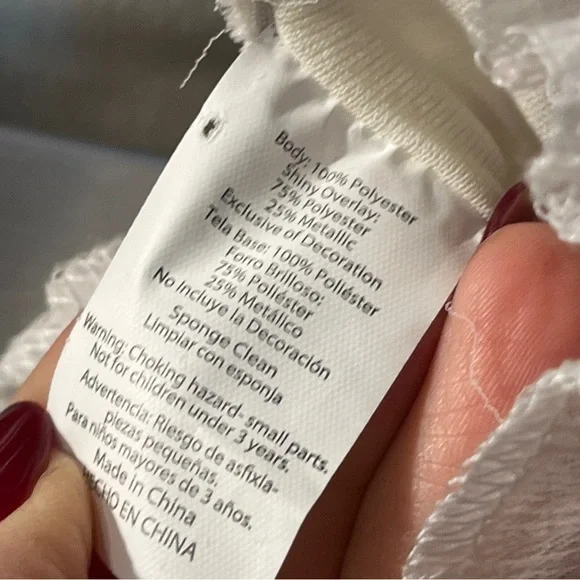 Body: 100% Polyester
Shiny Overlay:
75% Polyester
25% Metallic
Exclusive of Decoration
Tela Base: 100% Poliéster
Forro Brilloso:
75% Poliéster
25% Metálico
No Incluye la Decoración
Sponge Clean
Limpiar con esponja
Warning: Choking hazard- small parts.
Not for children under 3 years.
Advertencia: Riesgo de asfixia-
piezas pequeñas.
Para niños mayores de 3 años.
Made in China
HECHO EN CHINA